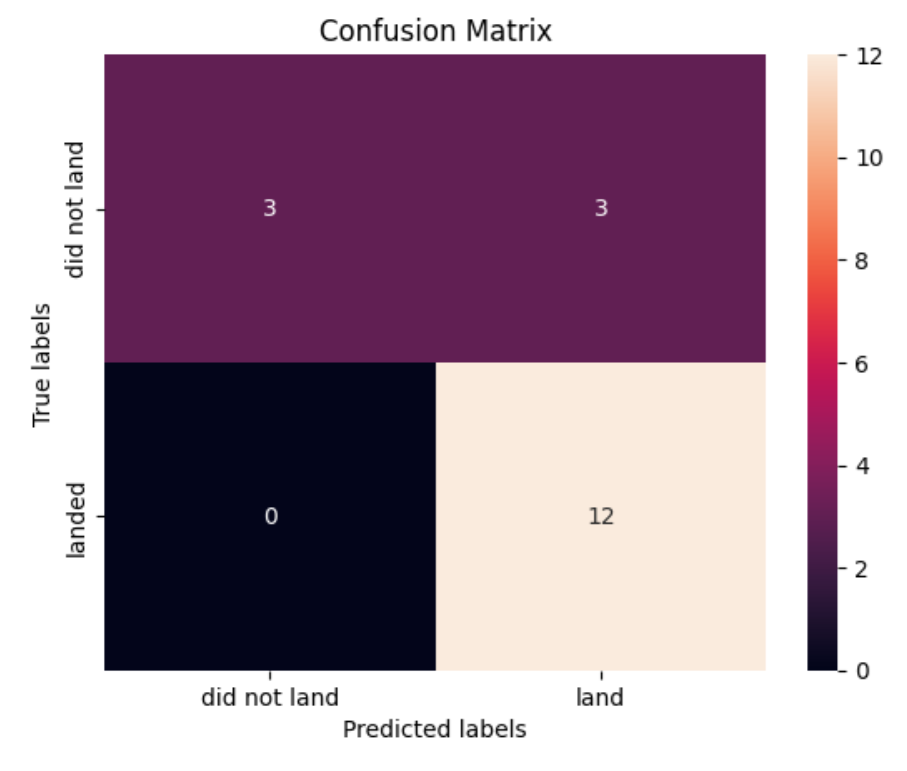 Confusion Matrix
True labels
did not land
landed
3
3
0
12
did not land
land
Predicted labels
12
10
8
6
4
2
0